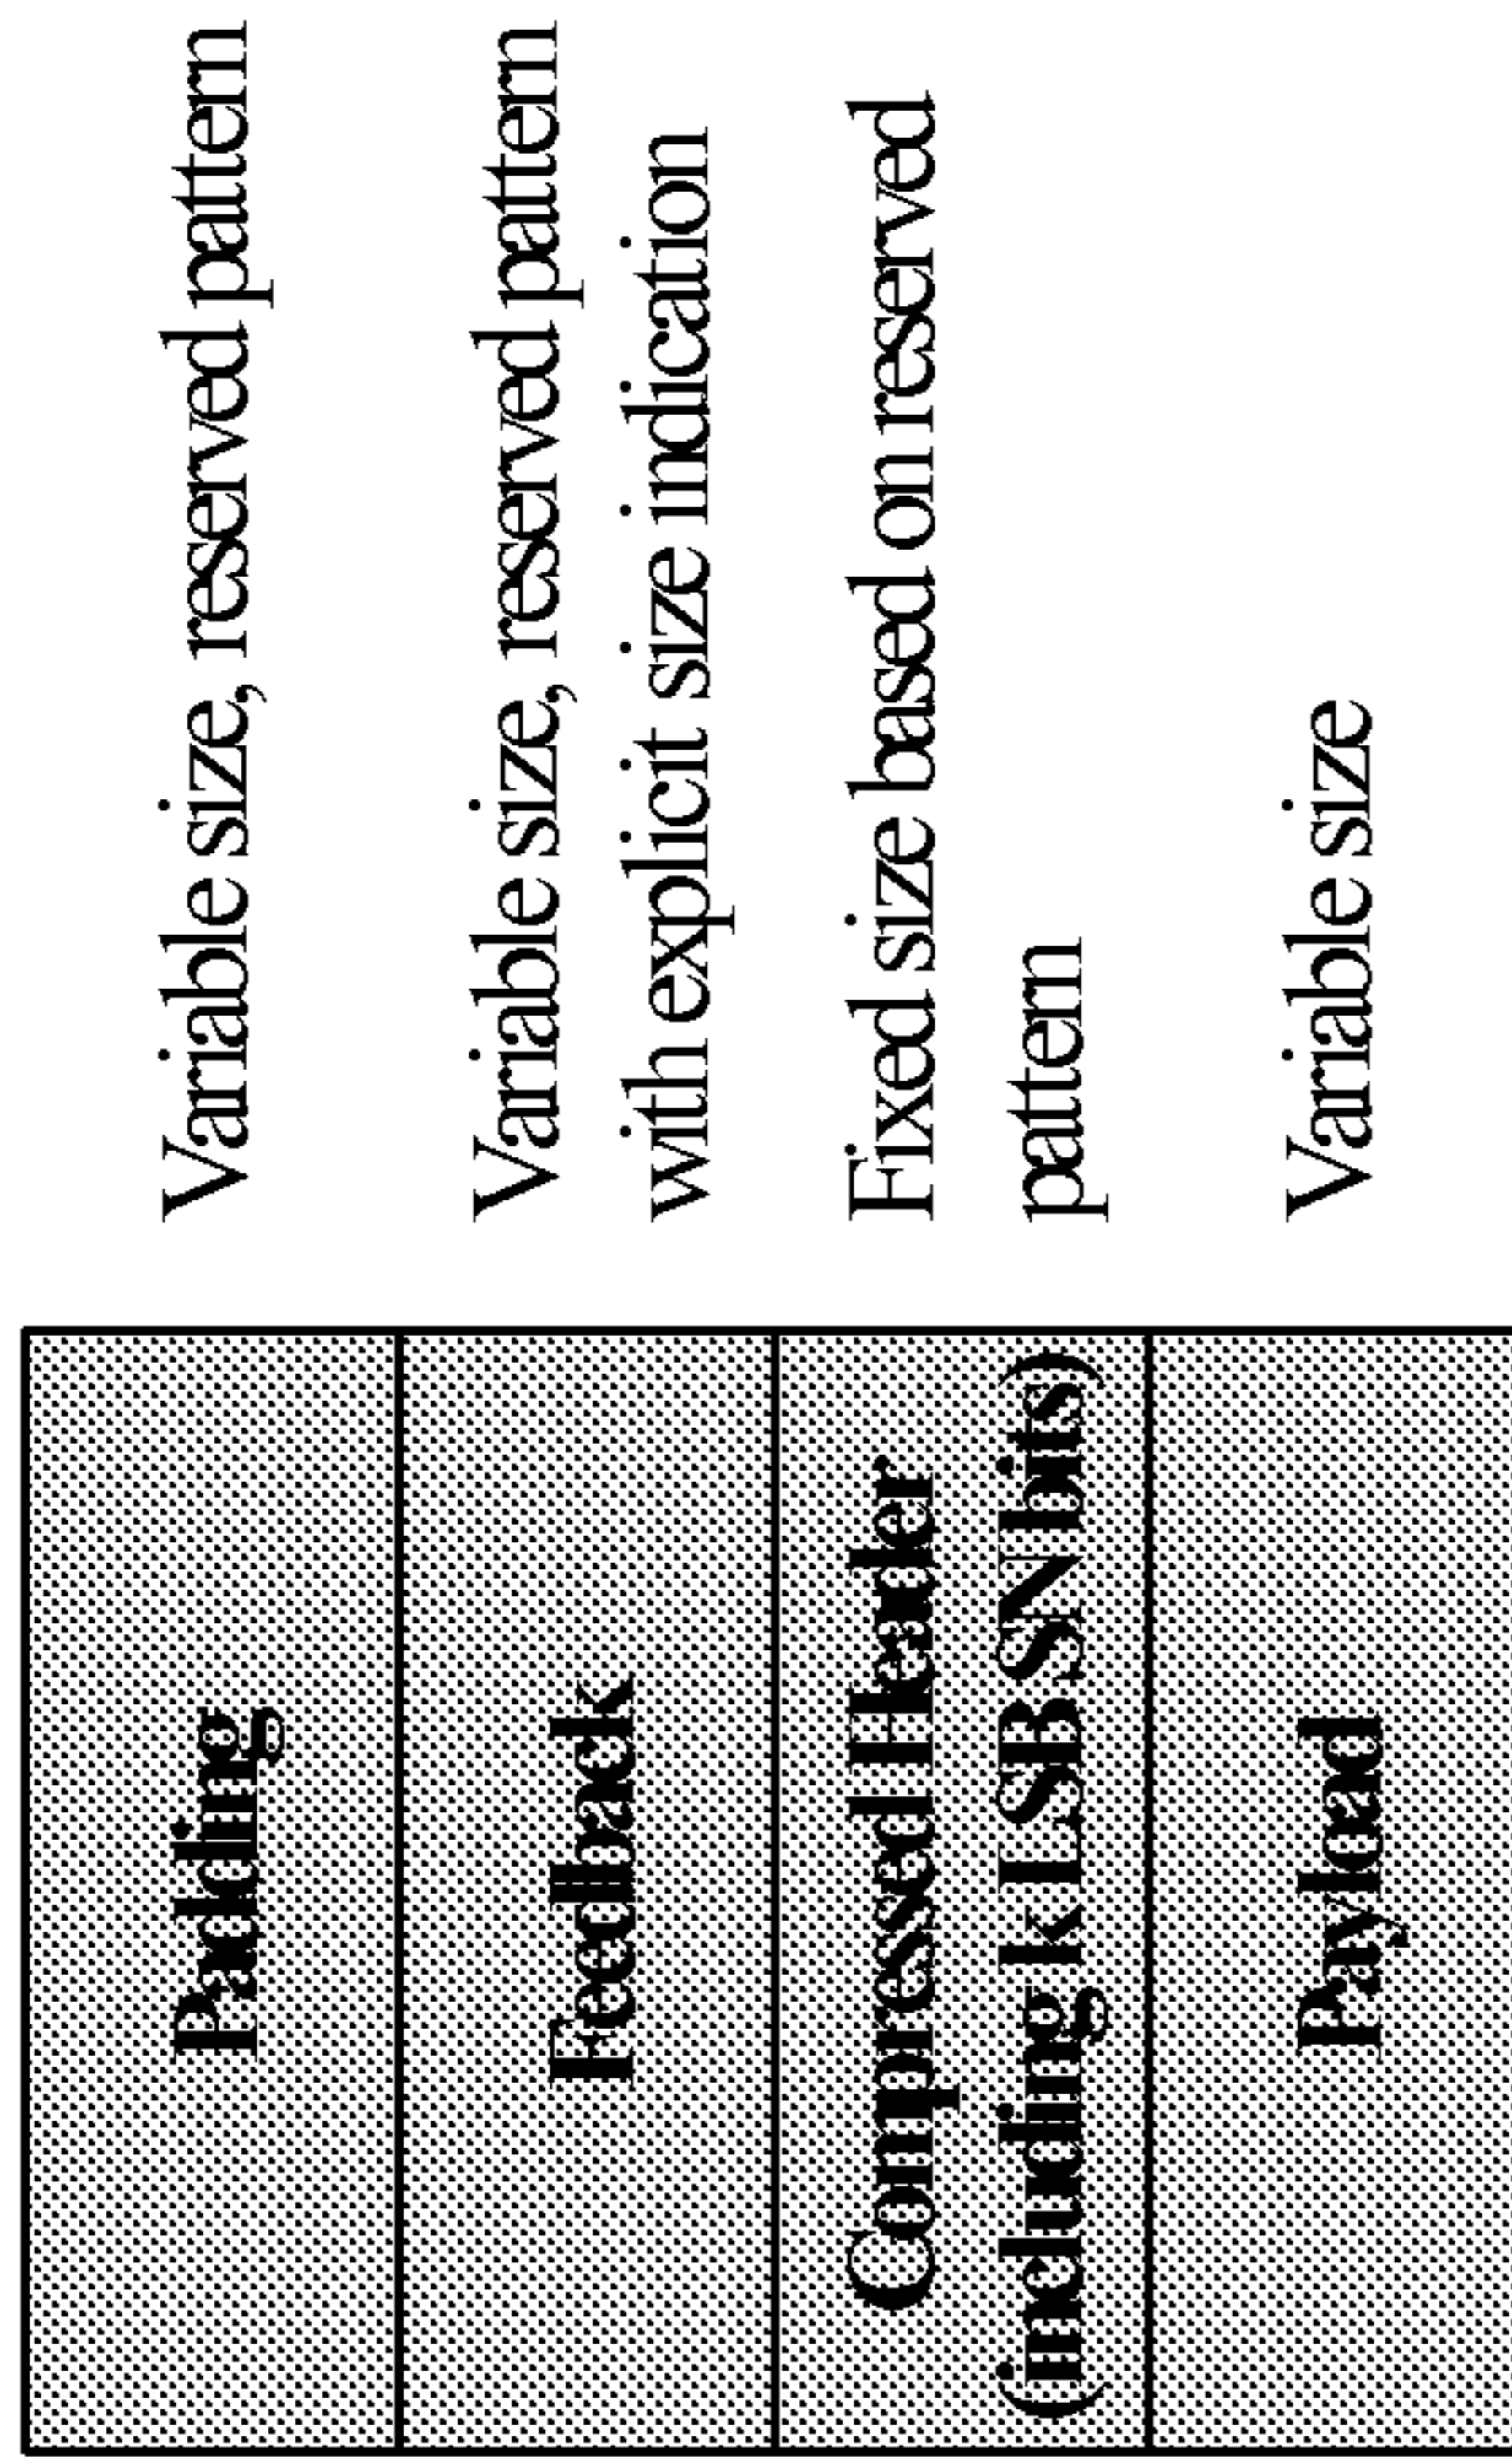 Padding
Variable size, reserved pattern
Feedback
Variable size, reserved pattern
with explicit size indication
Compressed Header
(including k LSB SN bits)
Fixed size based on reserved
pattern
Payload
Variable size